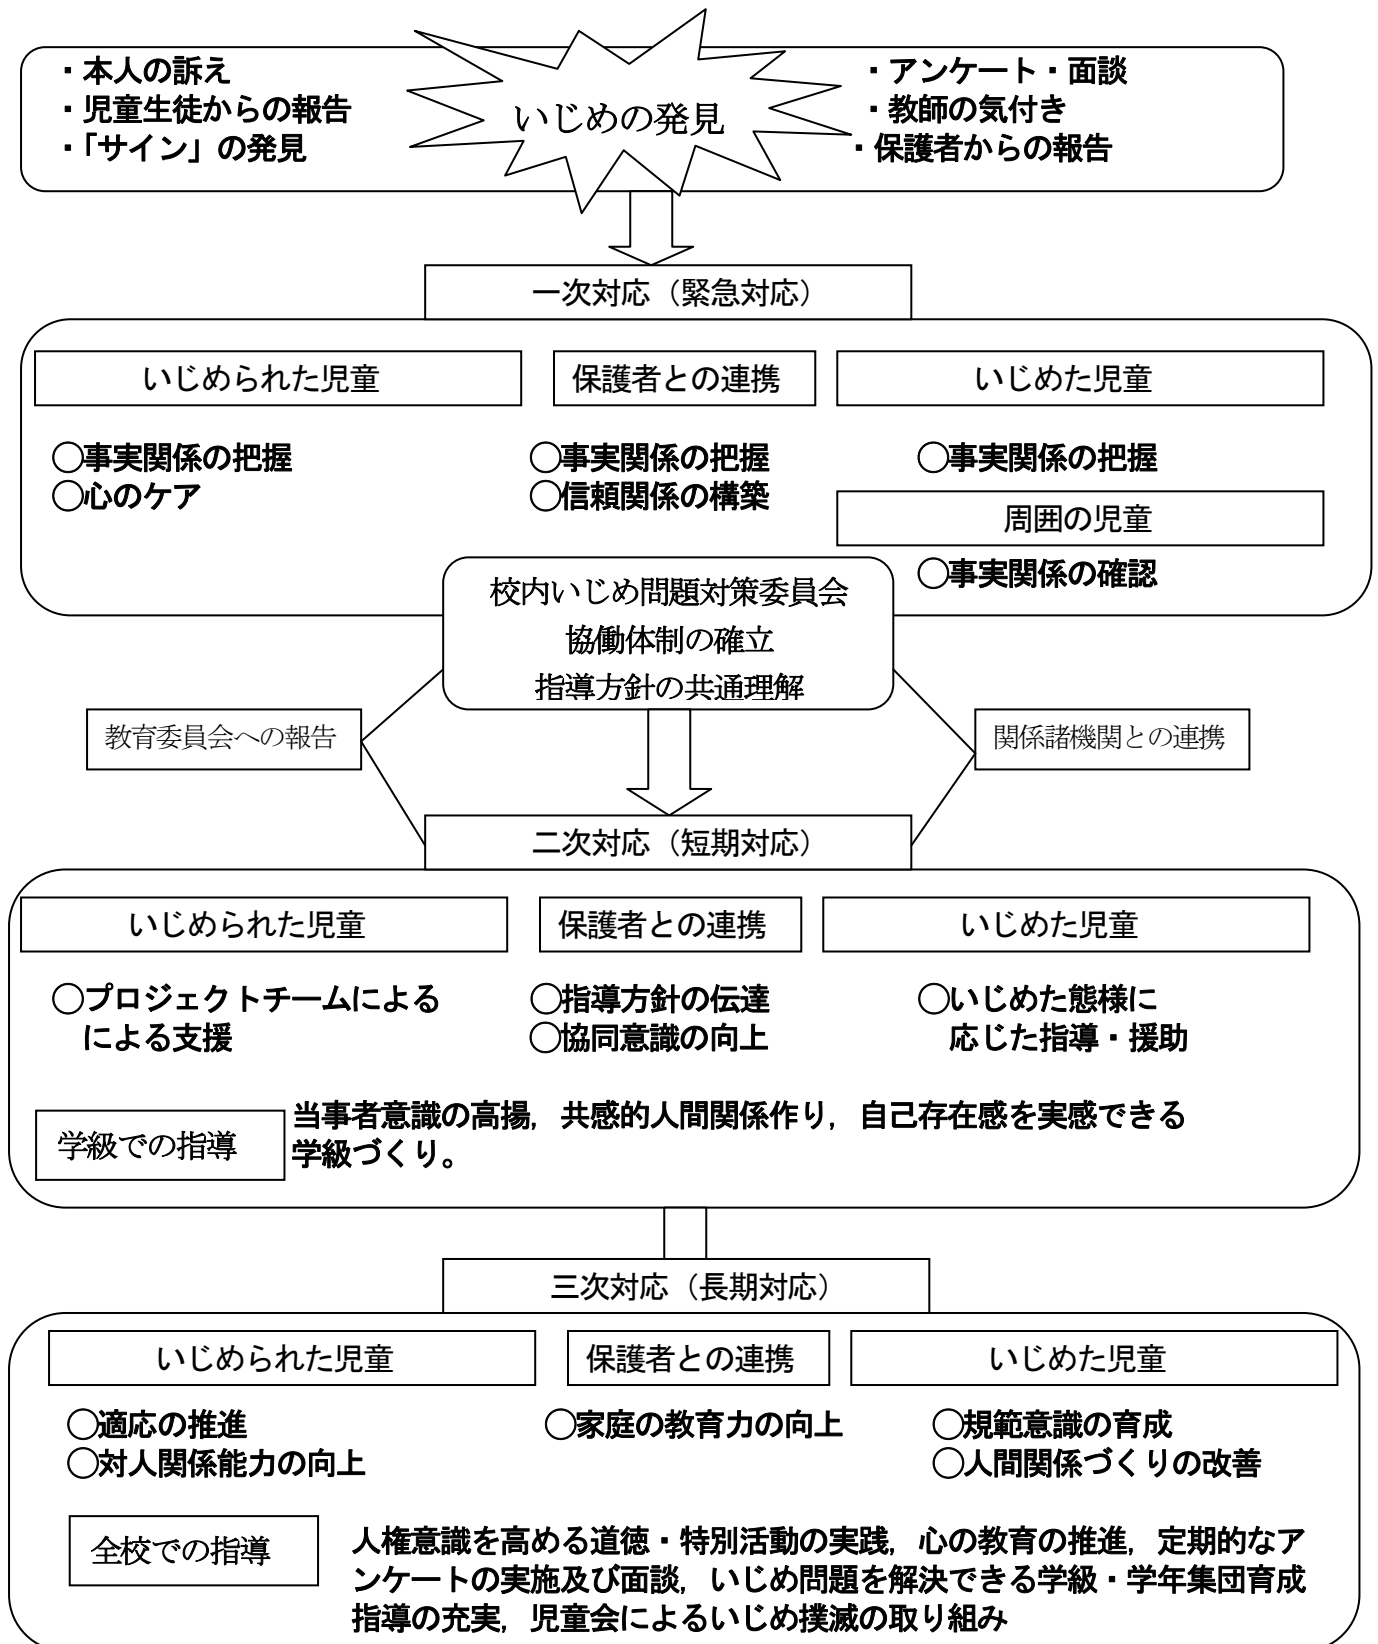 ・本人の訴え
・児童生徒からの報告
・「サイン」の発見
いじめの発見
・アンケート・面談
・教師の気付き
・保護者からの報告
一次対応（緊急対応）
いじめられた児童
○事実関係の把握
○心のケア
保護者との連携
○事実関係の把握
○信頼関係の構築
いじめた児童
○事実関係の把握
周囲の児童
○事実関係の確認
校内いじめ問題対策委員会
協働体制の確立
指導方針の共通理解
教育委員会への報告
関係諸機関との連携
二次対応（短期対応）
いじめられた児童
○プロジェクトチームによる
による支援
保護者との連携
○指導方針の伝達
○協同意識の向上
いじめた児童
○いじめた態様に
応じた指導・援助
学級での指導
当事者意識の高揚，共感的人間関係作り，自己存在感を実感できる
学級づくり。
三次対応（長期対応）
いじめられた児童
○適応の推進
○対人関係能力の向上
保護者との連携
○家庭の教育力の向上
いじめた児童
○規範意識の育成
○人間関係づくりの改善
全校での指導
人権意識を高める道徳・特別活動の実践，心の教育の推進，定期的なア
ンケートの実施及び面談，いじめ問題を解決できる学級・学年集団育成
指導の充実，児童会によるいじめ撲滅の取り組み